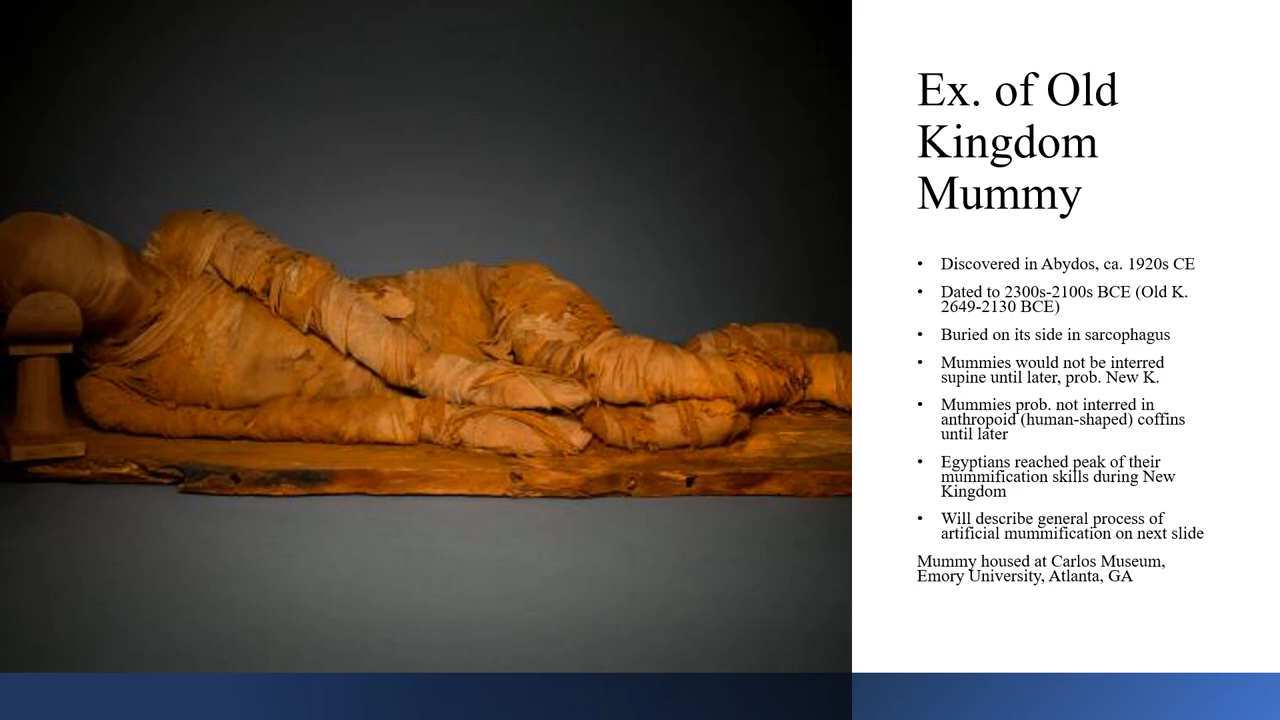 Ex. of Old
Kingdom
Mummy
• Discovered in Abydos, ca. 1920s CE
• Dated to 2300s-2100s BCE (Old K.
2649-2130 BCE)
• Buried on its side in sarcophagus
• Mummies would not be interred
supine until later, prob. New K.
• Mummies prob. not interred in
anthropoid (human-shaped) coffins
until later
• Egyptians reached peak of their
mummification skills during New
Kingdom
• Will describe general process of
artificial mummification on next slide
Mummy housed at Carlos Museum,
Emory University, Atlanta, GA